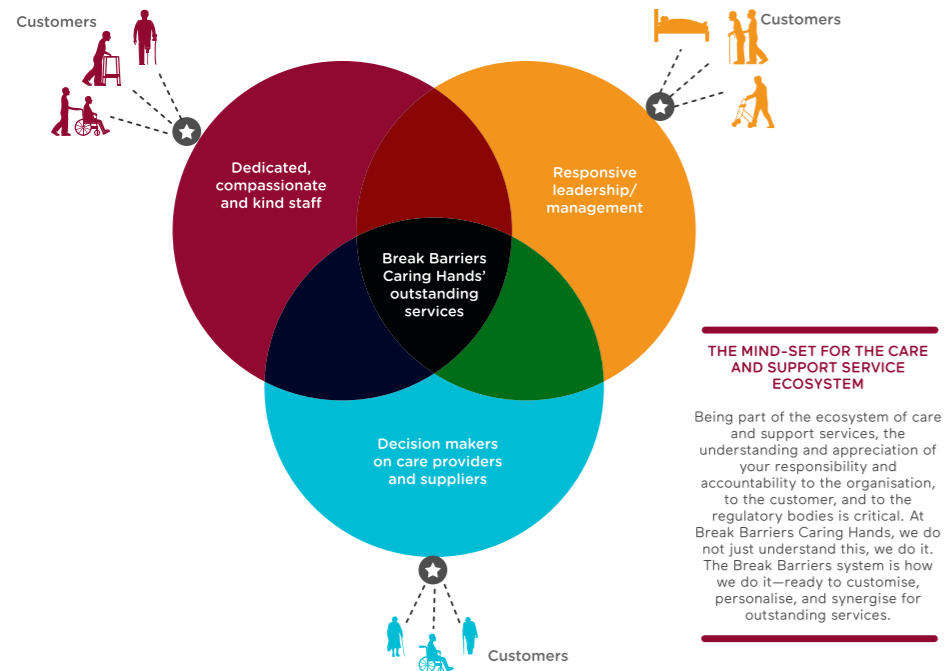 Customers
Customers
Dedicated,
compassionate
and kind staff
Responsive
leadership/
management
Break Barriers
Caring Hands’
outstanding
services
Decision makers
on care providers
and suppliers
Customers
THE MIND-SET FOR THE CARE
AND SUPPORT SERVICE
ECOSYSTEM
Being part of the ecosystem of care
and support services, the
understanding and appreciation of
your responsibility and
accountability to the organisation,
to the customer, and to the
regulatory bodies is critical. At
Break Barriers Caring Hands, we do
not just understand this, we do it.
The Break Barriers system is how
we do it—ready to customise,
personalise, and synergise for
outstanding services.